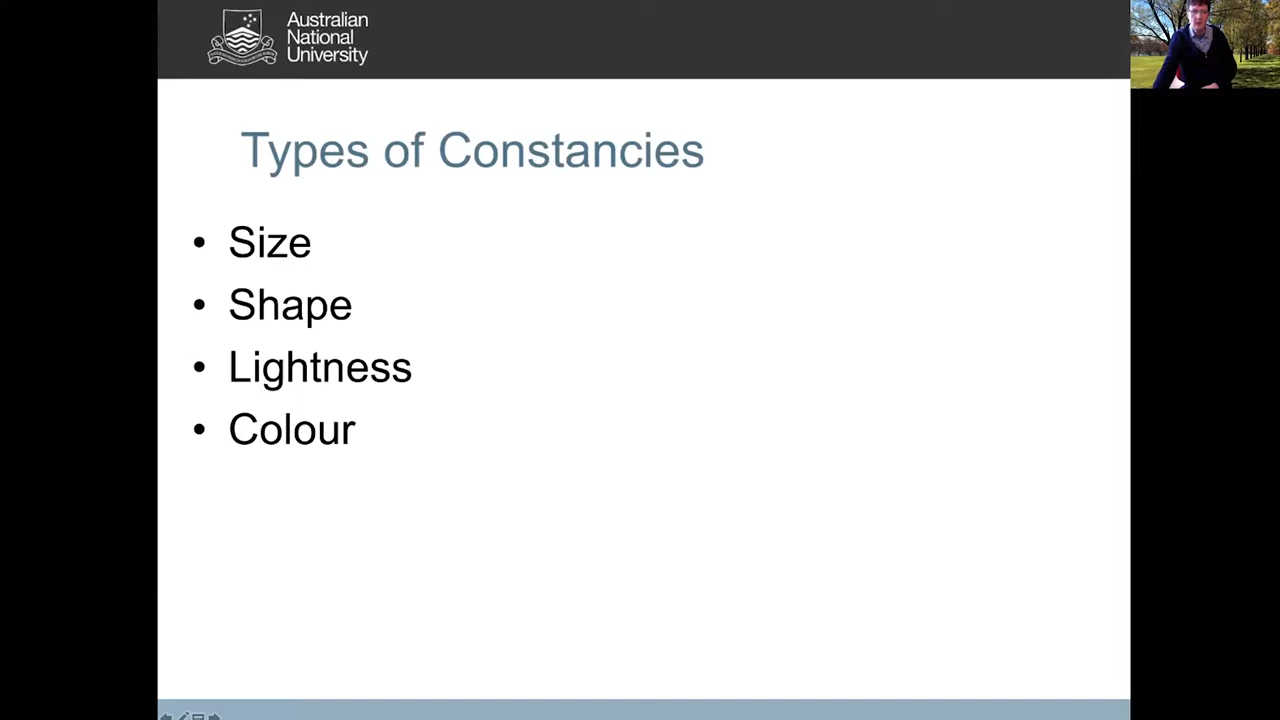 Australian
National
University
Types of Constancies
• Size
• Shape
• Lightness
• Colour